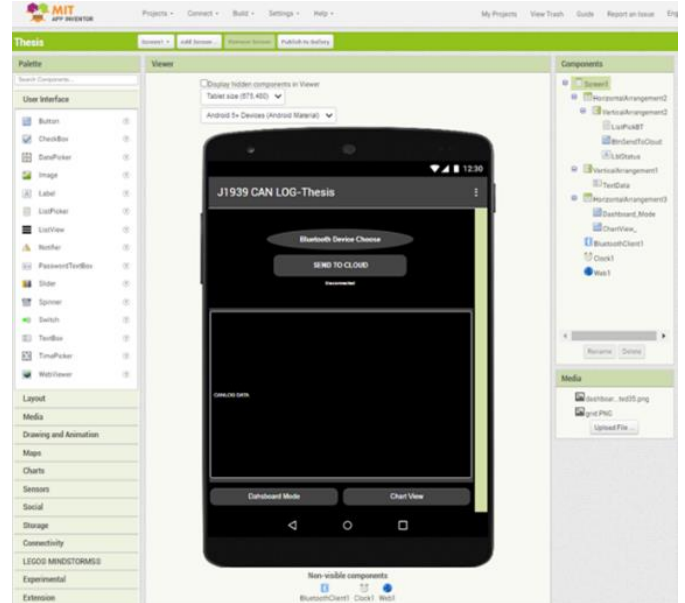 MIT
APP INVENTOR
Projects Connect Build Settings Help
My Projects View Trash Guide Report an Issue Eng
Thesis
Screen1 Add Screen ... Remove Screen Publish to Gallery
Palette
Viewer
Components
Search Components...
User Interface
Button
CheckBox
DatePicker
Image
Label
ListPicker
ListView
Notifier
PasswordTextBox
Slider
Spinner
Switch
TextBox
TimePicker
WebViewer
Layout
Media
Drawing and Animation
Maps
Charts
Sensors
Social
Storage
Connectivity
LEGO® MINDSTORMS®
Experimental
Extension
Display hidden components in Viewer
Tablet size (675,480)
Android 5+ Devices (Android Material)
12:30
J1939 CAN LOG-Thesis
Bluetooth Device Choose
SEND TO CLOUD
Disconnected
CANLOG DATA
Dahsboard Mode
Chart View
Non-visible components
BluetoothClient1 Clock1 Web1
Screen1
HorizontalArrangement2
VerticalArrangement2
ListPickBT
BtnSendToCloud
LblStatus
VerticalArrangement1
TextData
HorizontalArrangement3
Dashboard_Mode
ChartView_
BluetoothClient1
Clock1
Web1
Rename Delete
Media
grid.PNG
Upload File ...